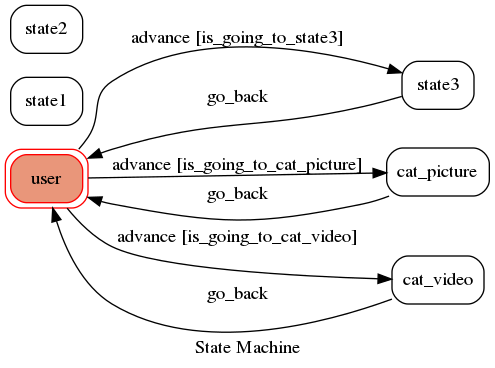 state2
advance [is_going_to_state3]
state3
state1
go_back
advance [is_going_to_cat_picture]
user
cat_picture
go_back
advance [is_going_to_cat_video]
cat_video
go_back
State Machine